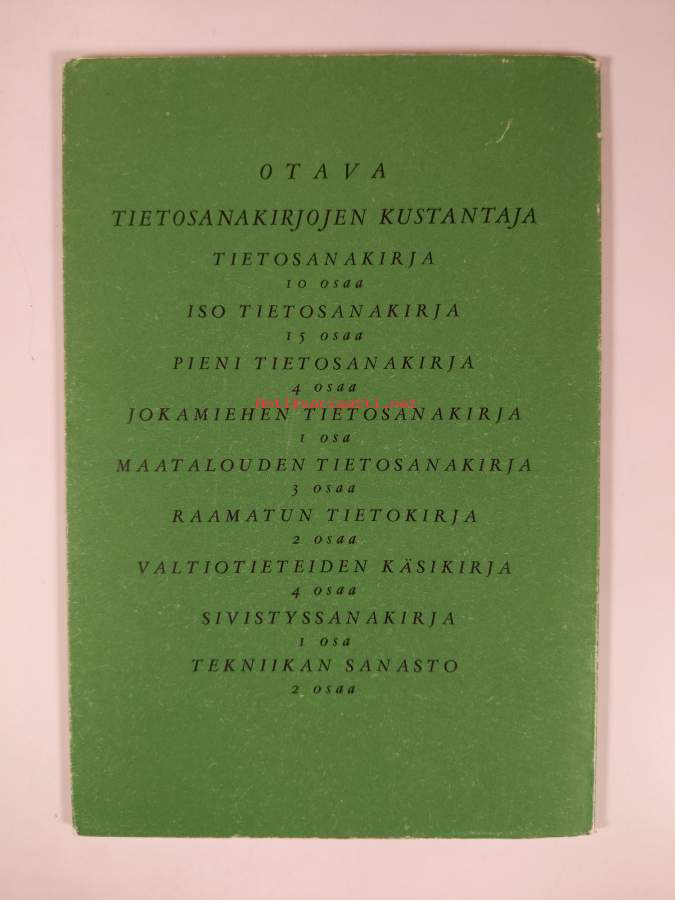 OTAVA
TIETOSANAKIRJOJEN KUSTANTAJA
TIETOSANAKIRJA
10 osaa
ISO TIETOSANAKIRJA
15 osaa
PIENI TIETOSANAKIRJA
4 osaa
JOKAMIEHEN TIETOSANAKIRJA
1 osa
MAATALOUDEN TIETOSANAKIRJA
3 osaa
RAAMATUN TIETOKIRJA
2 osaa
VALTIOTIETEIDEN KÄSIKIRJA
4 osaa
SIVISTYSSANAKIRJA
1 osa
TEKNIIKAN SANASTO
2 osaa